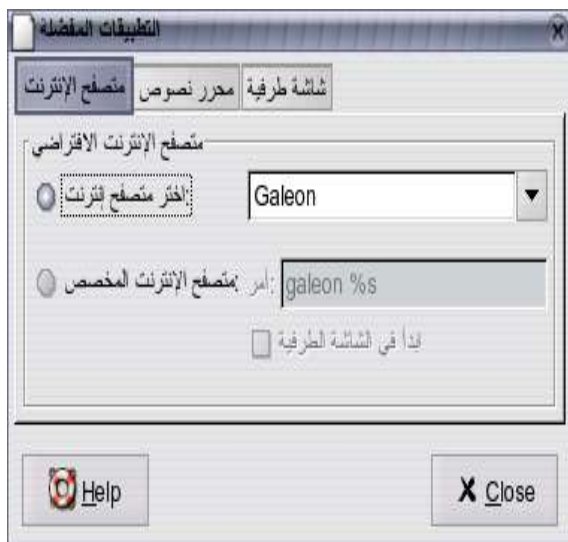 التطبيقات المفضلة
متصفح الإنترنت
محرر نصوص
شاشة طرفية
متصفح الإنترنت الافتراضي
اختر متصفح إنترنت:
Galeon
متصفح الإنترنت المخصص:
أمر:
galeon %s
ابدأ في الشاشة الطرفية
Help
Close